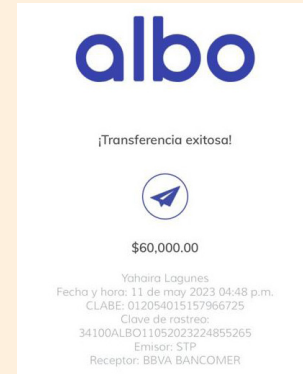 albo
¡Transferencia exitosa!
$60,000.00
Yahaira Lagunes
Fecha y hora: 11 de may 2023 04:48 p.m.
CLABE: 012054015157966725
Clave de rastreo:
34100ALBO11052023224855265
Emisor: STP
Receptor: BBVA BANCOMER